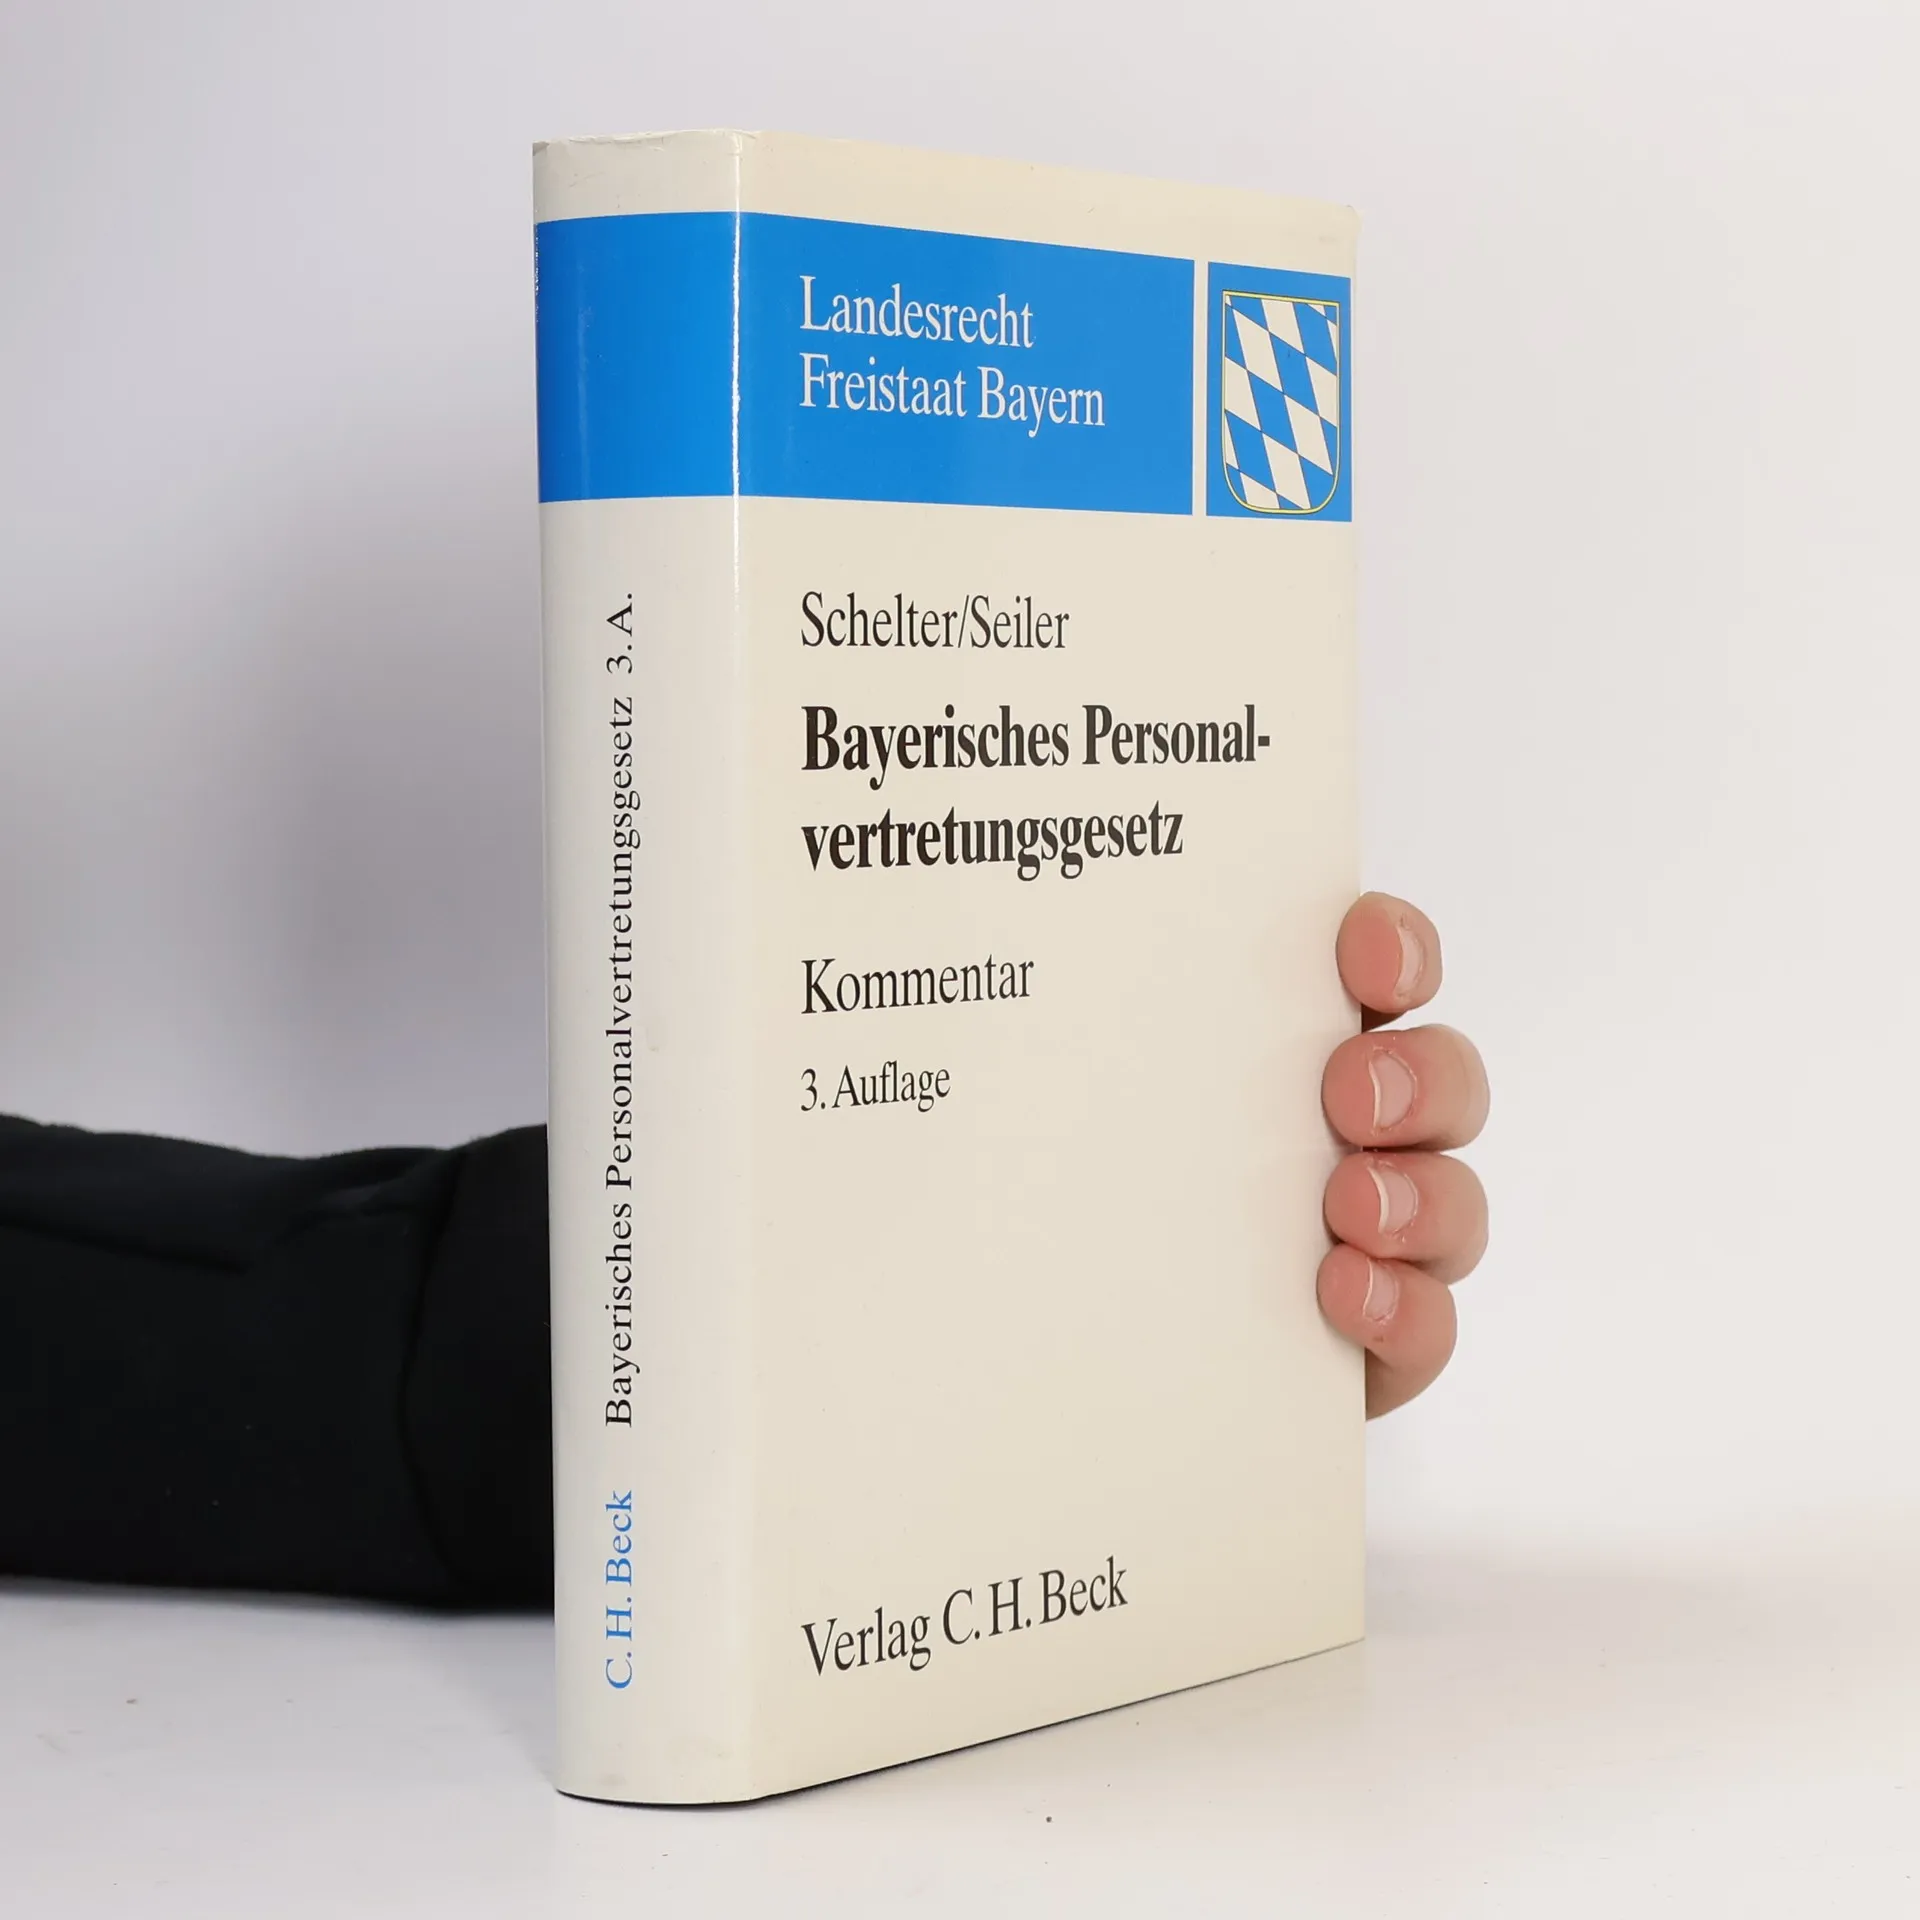 Landesrecht
Freistaat Bayern
Schelter/Seiler
Bayerisches Personal-
vertretungsgesetz
Kommentar
3. Auflage
Verlag C. H. Beck
C. H. Beck Bayerisches Personalvertretungsgesetz 3. A.